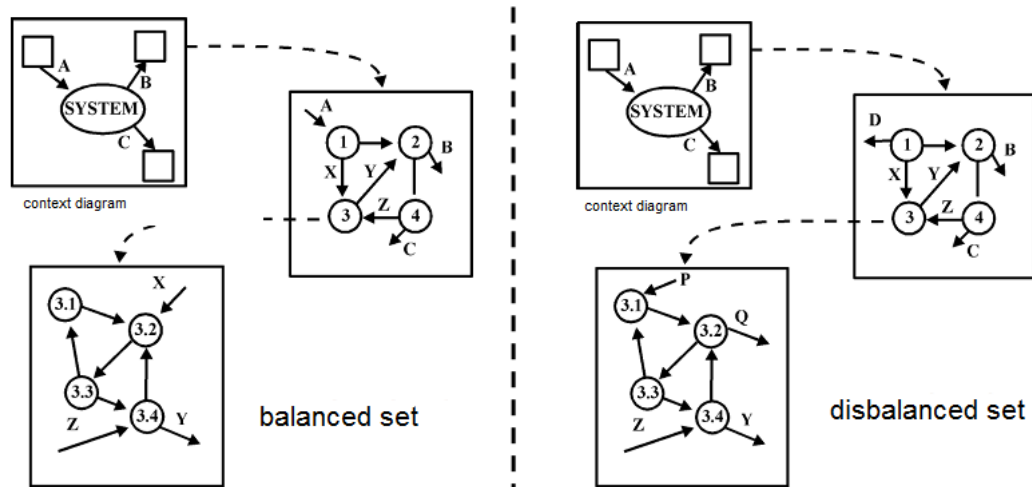 A
B
SYSTEM
C
context diagram
A
1
2
B
X
Y
3
Z
4
C
X
3.1
3.2
3.3
Z
3.4
Y
balanced set
A
B
SYSTEM
C
context diagram
D
1
2
B
X
Y
3
Z
4
C
P
3.1
Q
3.2
3.3
Z
3.4
Y
disbalanced set